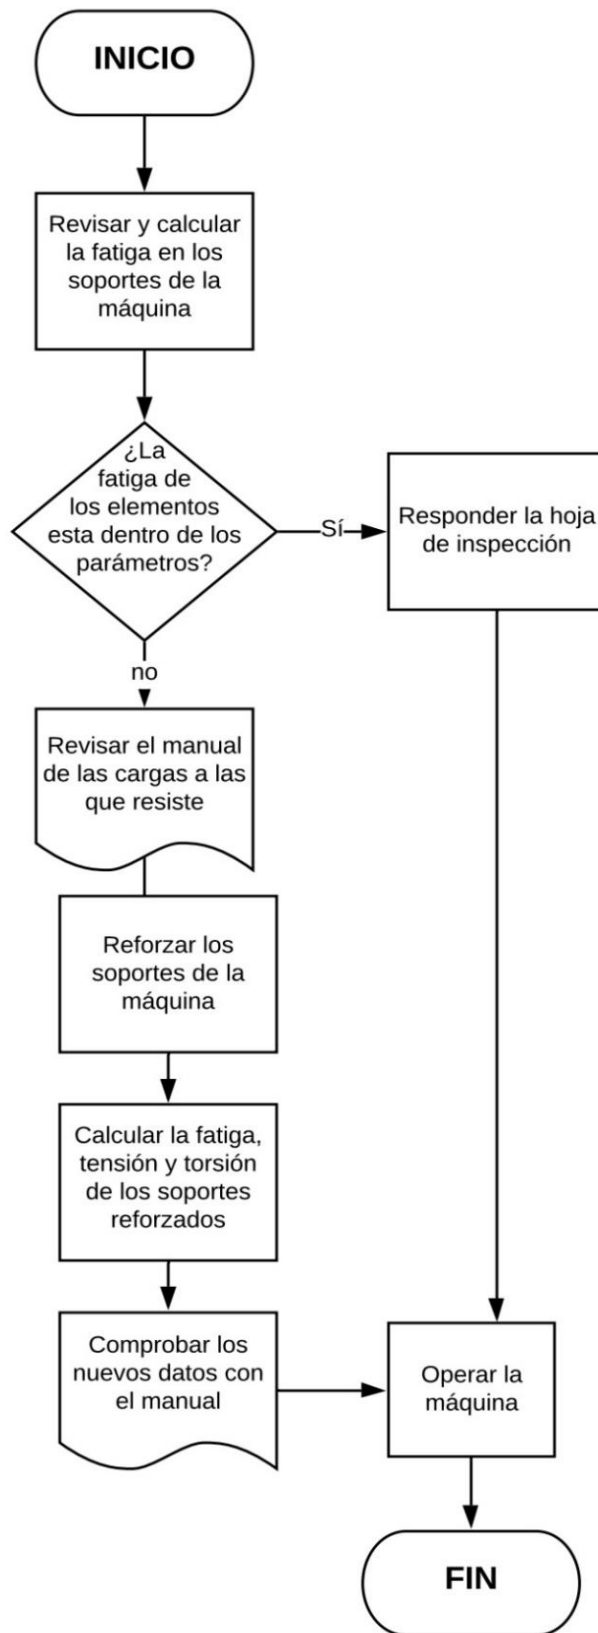 INICIO
Revisar y calcular
la fatiga en los
soportes de la
máquina
¿La
fatiga de
los elementos
esta dentro de los
parámetros?
Sí
Responder la hoja
de inspección
no
Revisar el manual
de las cargas a las
que resiste
Reforzar los
soportes de la
máquina
Calcular la fatiga,
tensión y torsión
de los soportes
reforzados
Comprobar los
nuevos datos con
el manual
Operar la
máquina
FIN